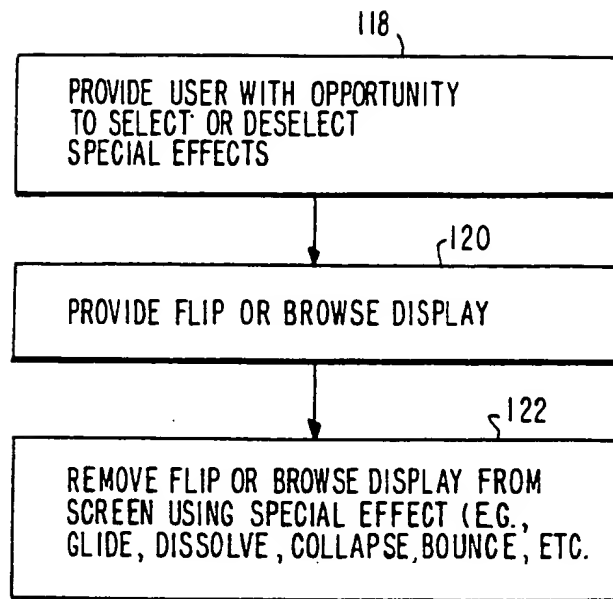 118
PROVIDE USER WITH OPPORTUNITY
TO SELECT OR DESELECT
SPECIAL EFFECTS
120
PROVIDE FLIP OR BROWSE DISPLAY
122
REMOVE FLIP OR BROWSE DISPLAY FROM
SCREEN USING SPECIAL EFFECT (E.G.,
GLIDE, DISSOLVE, COLLAPSE, BOUNCE, ETC.